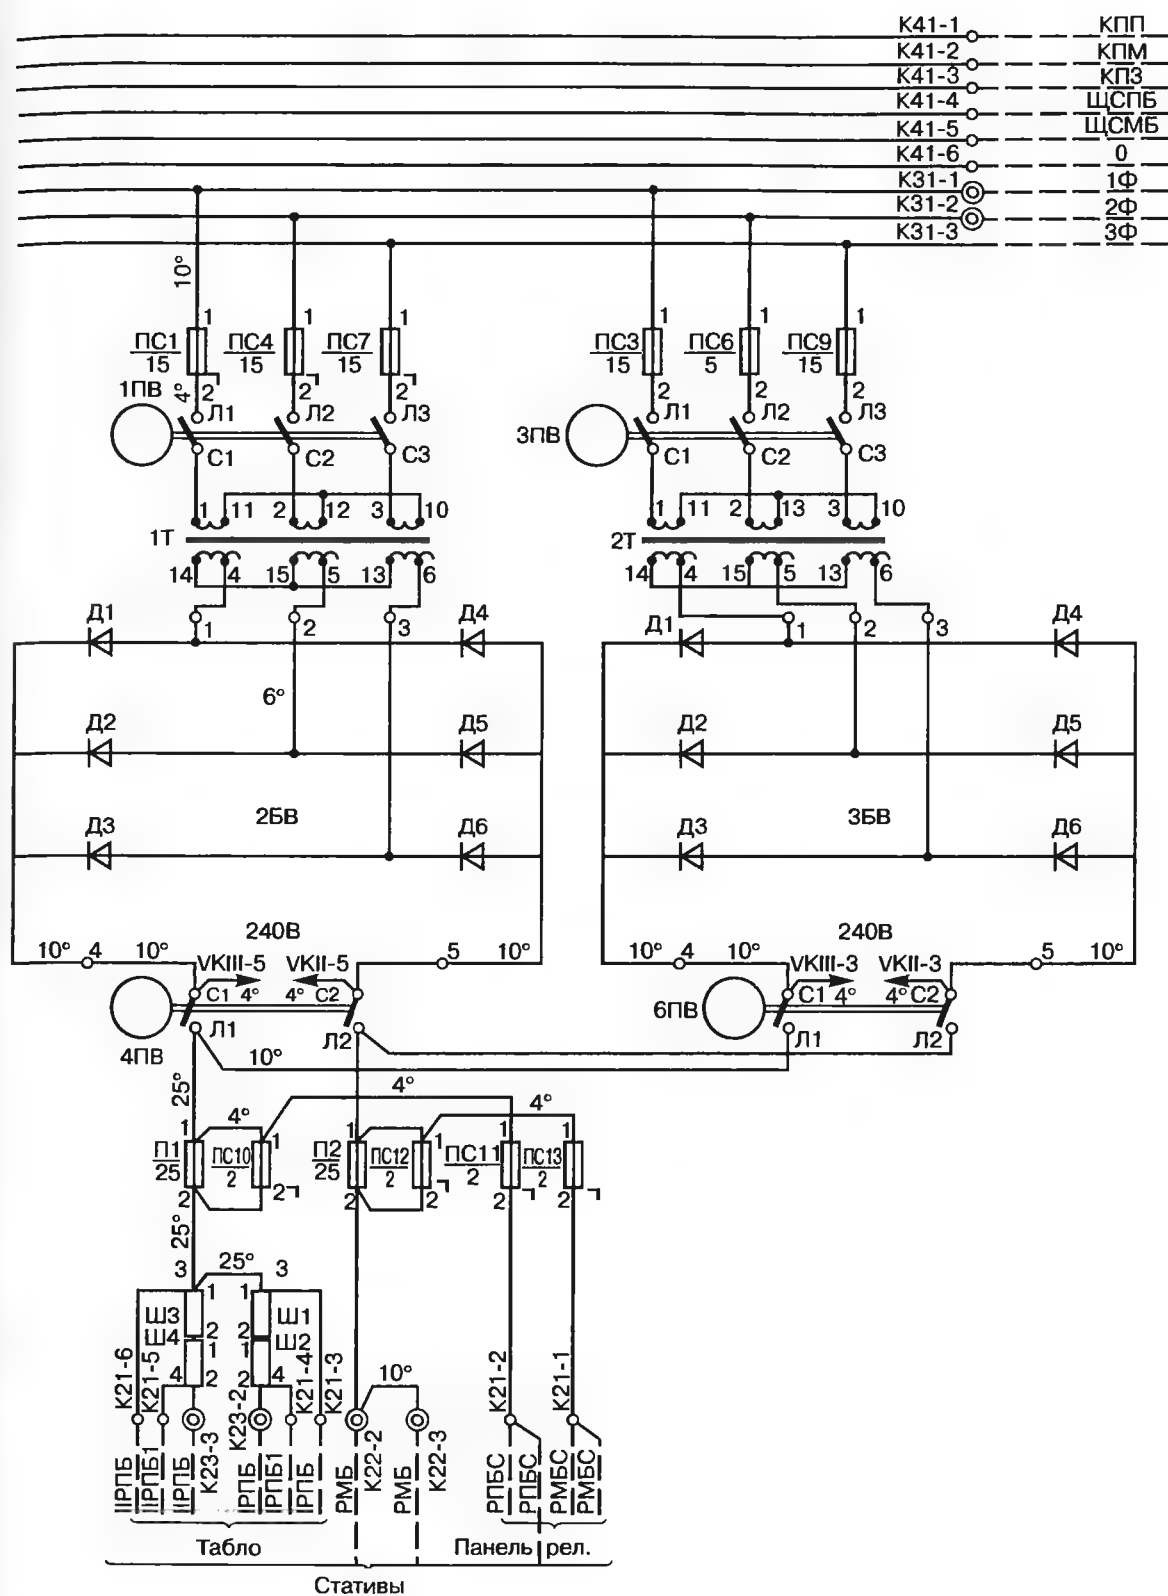 К41-1 КПП
К41-2 КПМ
К41-3 КПЗ
К41-4 ЩСПБ
К41-5 ЩСМБ
К41-6 0
К31-1 1Ф
К31-2 2Ф
К31-3 3Ф
10°
1 1 1 1 1 1
ПС1 ПС4 ПС7 ПС3 ПС6 ПС9
15 15 15 15 5 15
1ПВ 4° 2 2 2 2 2 2
Л1 Л2 Л3 Л1 Л2 Л3
3ПВ
С1 С2 С3 С1 С2 С3
1 11 2 12 3 10 1 11 2 13 3 10
1Т 2Т
14 4 15 5 13 6 14 4 15 5 13 6
Д1 1 2 3 Д4 Д1 1 2 3 Д4
6°
Д2 Д5 Д2 Д5
Д3 2БВ Д6 Д3 3БВ Д6
240В 240В
10° 4 10° 5 10° 10° 4 10° 5 10°
VKIII-5 VKII-5 VKIII-3 VKII-3
С1 4° 4° С2 С1 4° 4° С2
6ПВ
Л1 Л2 Л1 Л2
4ПВ 10°
25° 4°
1 4° 1 1 1 4° 1 1
П1 ПС10 П2 ПС12 ПС11 ПС13
25 2 25 2 2 2
2 2 2 2 2 2
25°
3 25° 3
1 1
Ш3 Ш1
2 2
Ш4 1 1 Ш2
4 2 2 4
10°
К21-6 К21-5 К23-3 К23-2 К21-4 К21-3 К22-2 К22-3 К21-2 К21-1
IIРПБ IIРПБ1 IIРПБ IРПБ IРПБ1 IРПБ РМБ РМБ РПБС РПБС РМБС РМБС
Табло Панель рел.
Стативы